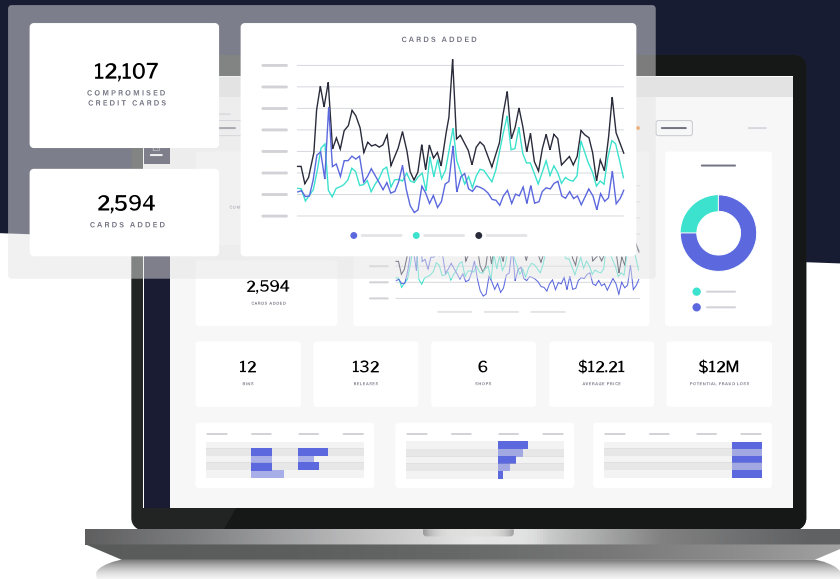 12,107
COMPROMISED
CREDIT CARDS
CARDS ADDED
2,594
CARDS ADDED
2,594
CARDS ADDED
12
BINS
132
RELEASES
6
SHOPS
$12.21
AVERAGE PRICE
$12M
POTENTIAL FRAUD LOSS